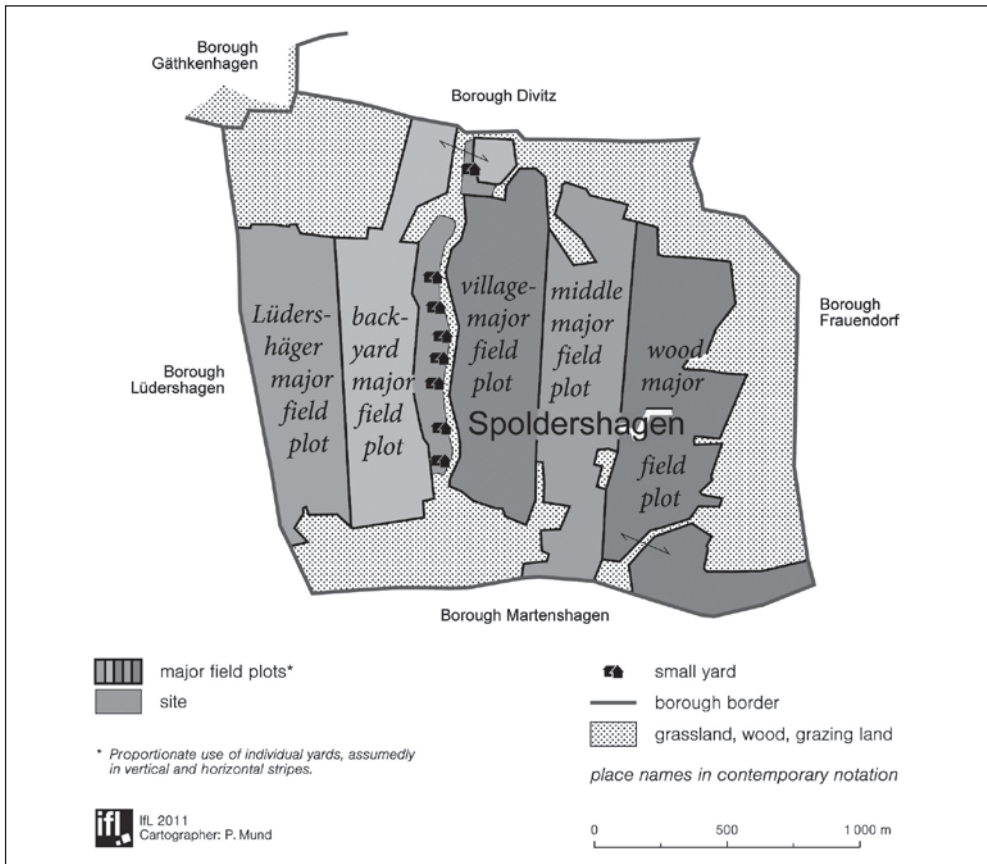 Borough
Gäthkenhagen
Borough Divitz
Borough
Frauendorf
Borough
Lüdershagen
Lüders-
häger
major
field
plot
back-
yard
major
field
plot
village-
major
field
plot
middle
major
field
plot
wood
major
field
plot
Spoldershagen
Borough Martenshagen
major field plots*
site
* Proportionate use of individual yards, assumedly
in vertical and horizontal stripes.
small yard
borough border
grassland, wood, grazing land
place names in contemporary notation
ifl
IfL 2011
Cartographer: P. Mund
0 500 1 000 m